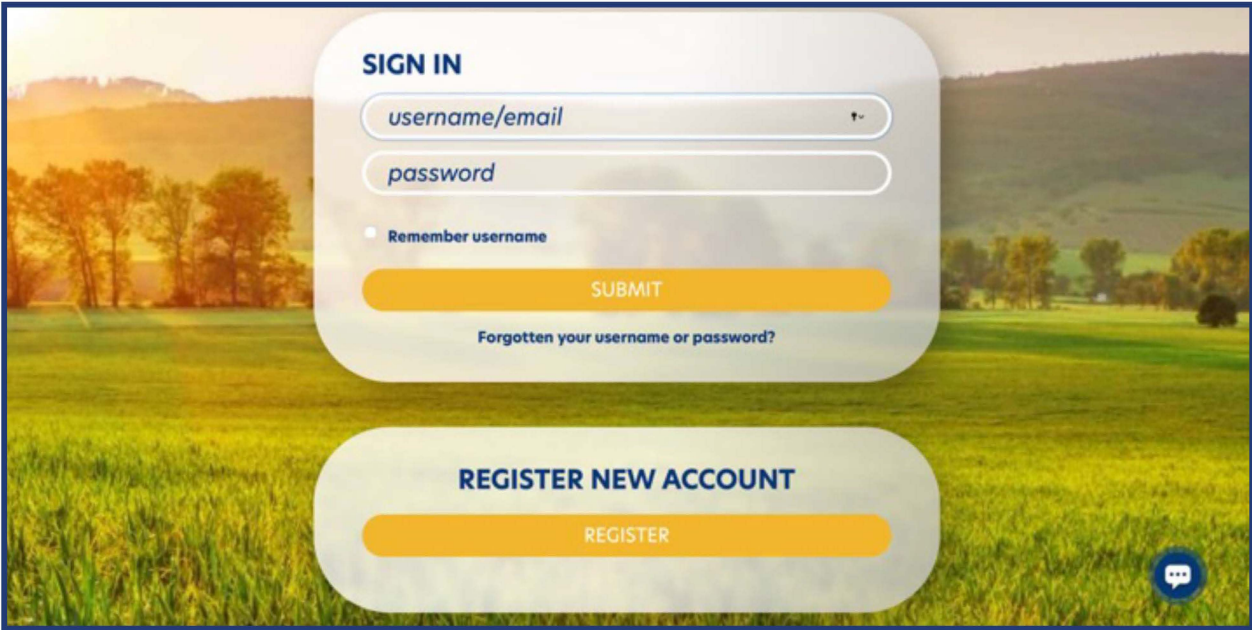 SIGN IN
username/email
password
Remember username
SUBMIT
Forgotten your username or password?
REGISTER NEW ACCOUNT
REGISTER